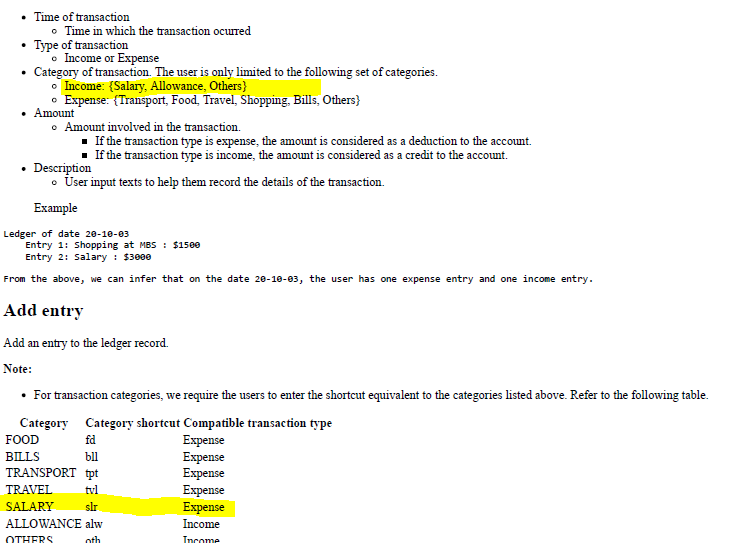 Time of transaction
Time in which the transaction ocurred
Type of transaction
Income or Expense
Category of transaction. The user is only limited to the following set of categories.
Income: {Salary, Allowance, Others}
Expense: {Transport, Food, Travel, Shopping, Bills, Others}
Amount
Amount involved in the transaction.
If the transaction type is expense, the amount is considered as a deduction to the account.
If the transaction type is income, the amount is considered as a credit to the account.
Description
User input texts to help them record the details of the transaction.
Example
Ledger of date 20-10-03
Entry 1: Shopping at MBS : $1500
Entry 2: Salary : $3000
From the above, we can infer that on the date 20-10-03, the user has one expense entry and one income entry.
Add entry
Add an entry to the ledger record.
Note:
For transaction categories, we require the users to enter the shortcut equivalent to the categories listed above. Refer to the following table.
Category Category shortcut Compatible transaction type
FOOD fd Expense
BILLS bll Expense
TRANSPORT tpt Expense
TRAVEL tvl Expense
SALARY slr Expense
ALLOWANCE alw Income
OTHERS oth Income